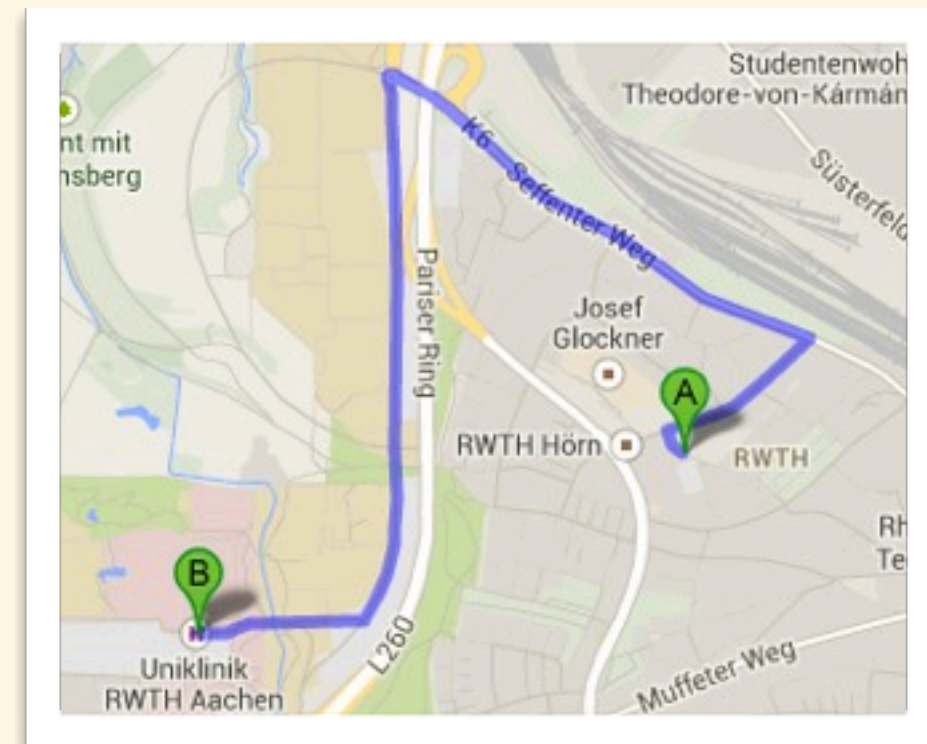 Studentenwoh
Theodore-von-Kármán
nt mit
nsberg
K6
Seffenter Weg
Süsterfeld
Pariser Ring
Josef
Glockner
A
RWTH Hörn
RWTH
Rh
Te
B
L260
Uniklinik
RWTH Aachen
Muffeter Weg